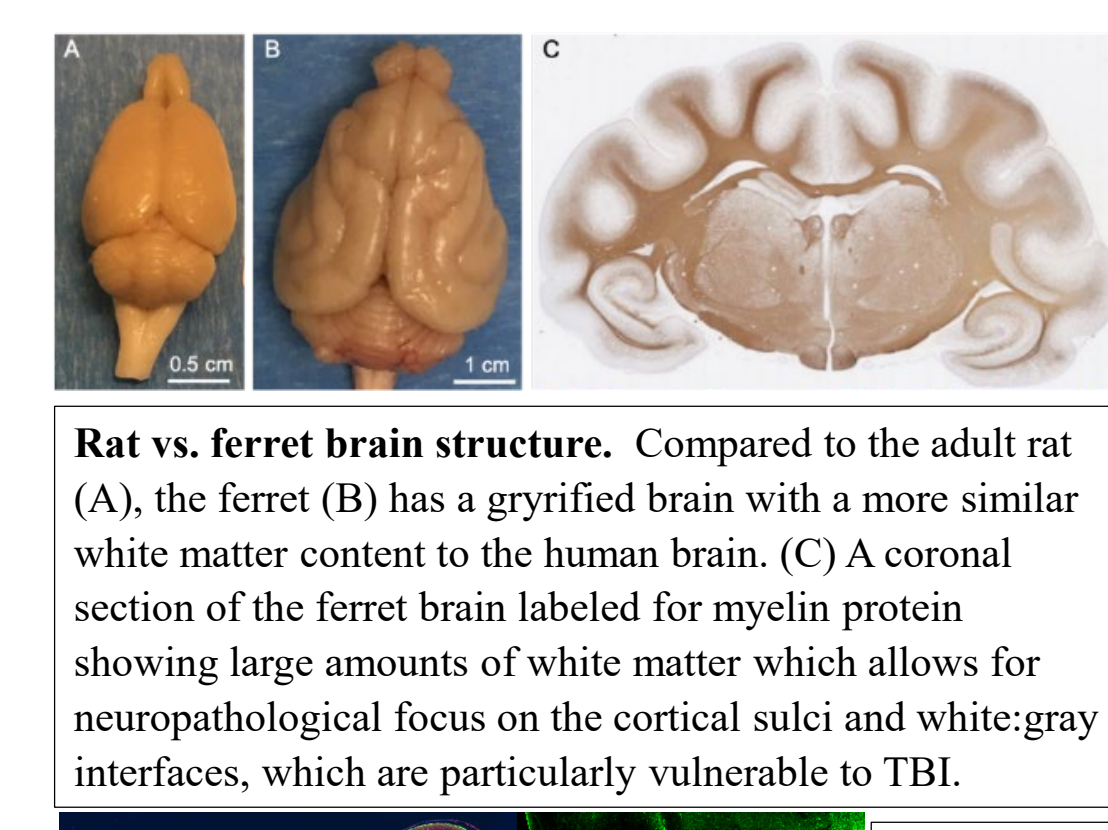 A
B
C
0.5 cm
1 cm
Rat vs. ferret brain structure. Compared to the adult rat
(A), the ferret (B) has a gryrified brain with a more similar
white matter content to the human brain. (C) A coronal
section of the ferret brain labeled for myelin protein
showing large amounts of white matter which allows for
neuropathological focus on the cortical sulci and white:gray
interfaces, which are particularly vulnerable to TBI.